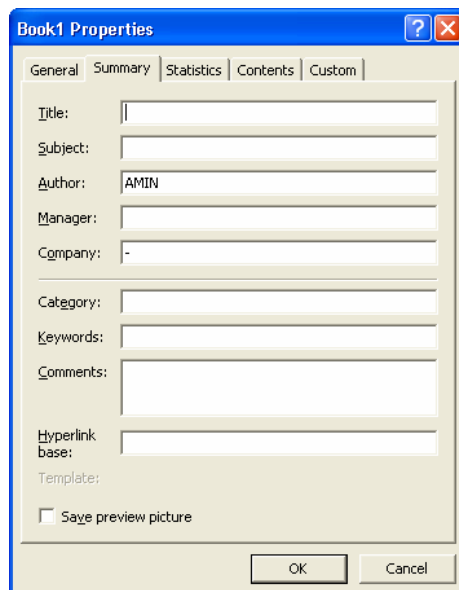 Book1 Properties
General Summary Statistics Contents Custom
Title:
Subject:
Author: AMIN
Manager:
Company: -
Category:
Keywords:
Comments:
Hyperlink
base:
Template:
Save preview picture
OK Cancel